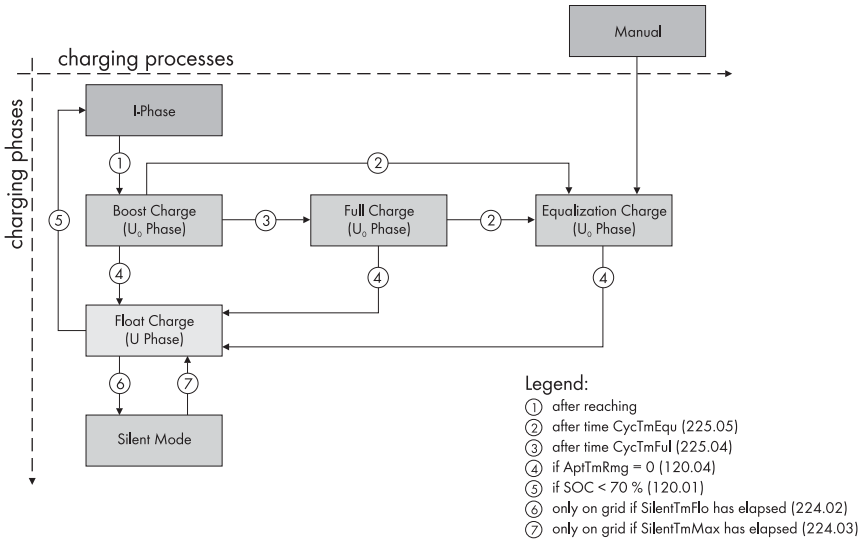 Manual
charging processes
charging phases
I-Phase
1
2
Boost Charge
(U₀ Phase)
3
Full Charge
(U₀ Phase)
2
Equalization Charge
(U₀ Phase)
5
4
4
4
Float Charge
(U Phase)
6
7
Silent Mode
Legend:
1 after reaching
2 after time CycTmEqu (225.05)
3 after time CycTmFul (225.04)
4 if AptTmRmg = 0 (120.04)
5 if SOC < 70 % (120.01)
6 only on grid if SilentTmFlo has elapsed (224.02)
7 only on grid if SilentTmMax has elapsed (224.03)